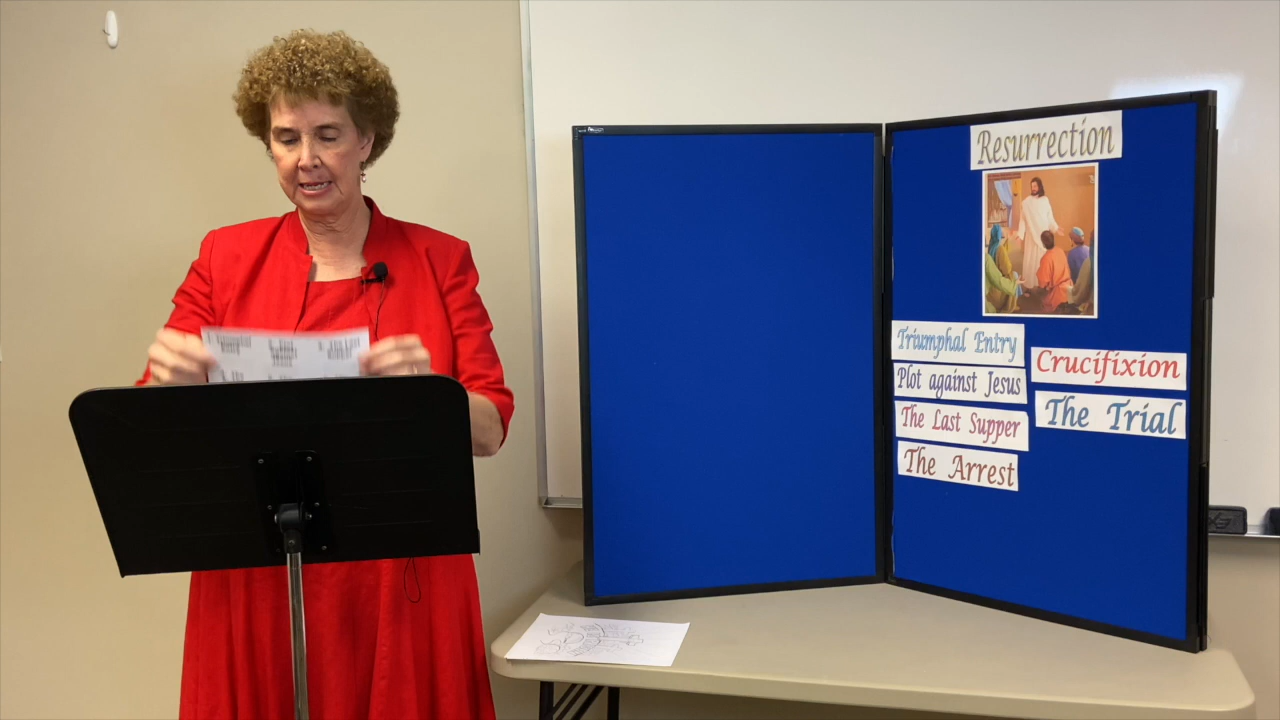 Resurrection
Triumphal Entry
Plot against Jesus
The Last Supper
The Arrest
Crucifixion
The Trial